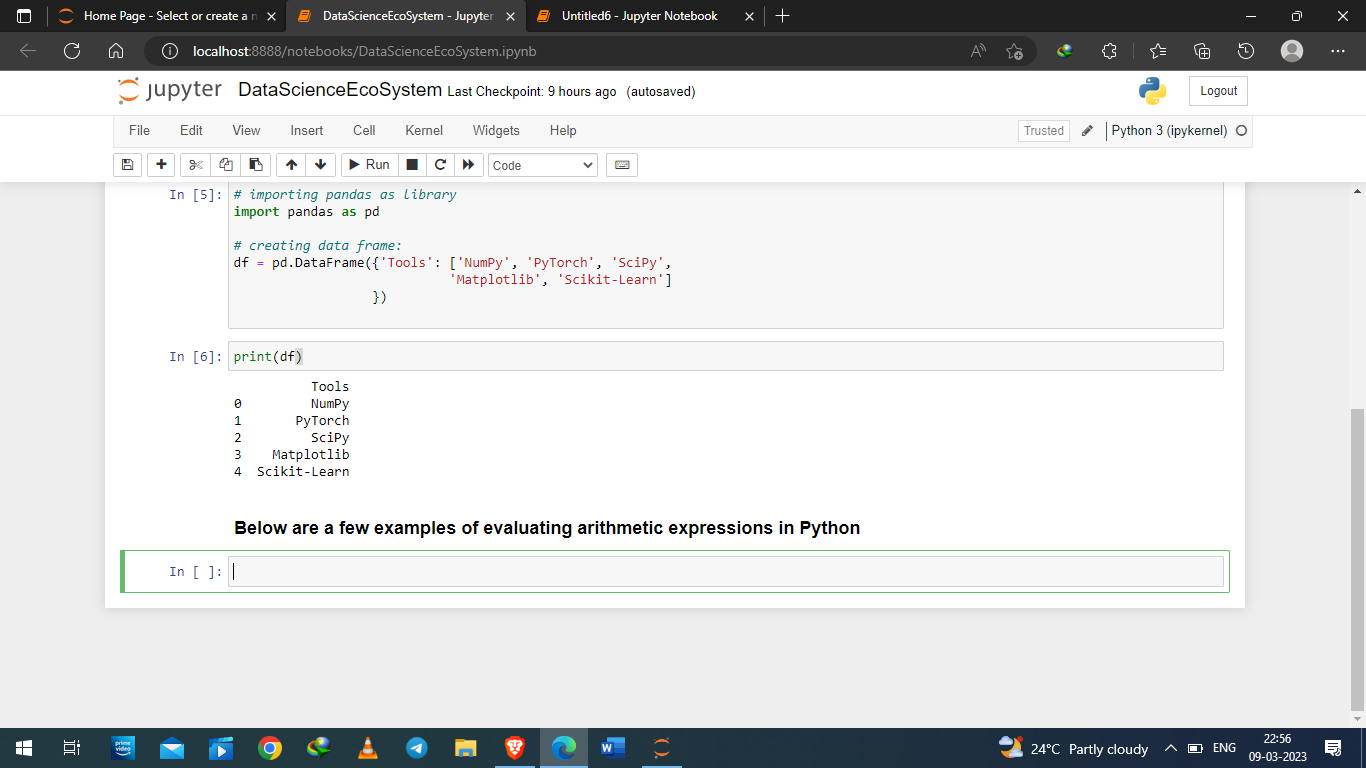 Home Page - Select or create a n
DataScienceEcoSystem - Jupyter
Untitled6 - Jupyter Notebook
localhost:8888/notebooks/DataScienceEcoSystem.ipynb
jupyter DataScienceEcoSystem Last Checkpoint: 9 hours ago (autosaved)
Logout
File Edit View Insert Cell Kernel Widgets Help
Trusted
Python 3 (ipykernel)
Run
Code
In [5]: # importing pandas as library
import pandas as pd
# creating data frame:
df = pd.DataFrame({'Tools': ['NumPy', 'PyTorch', 'SciPy',
'Matplotlib', 'Scikit-Learn']
})
In [6]: print(df)
Tools
0 NumPy
1 PyTorch
2 SciPy
3 Matplotlib
4 Scikit-Learn
Below are a few examples of evaluating arithmetic expressions in Python
In [ ]:
prime video
24°C Partly cloudy
ENG
22:56
09-03-2023